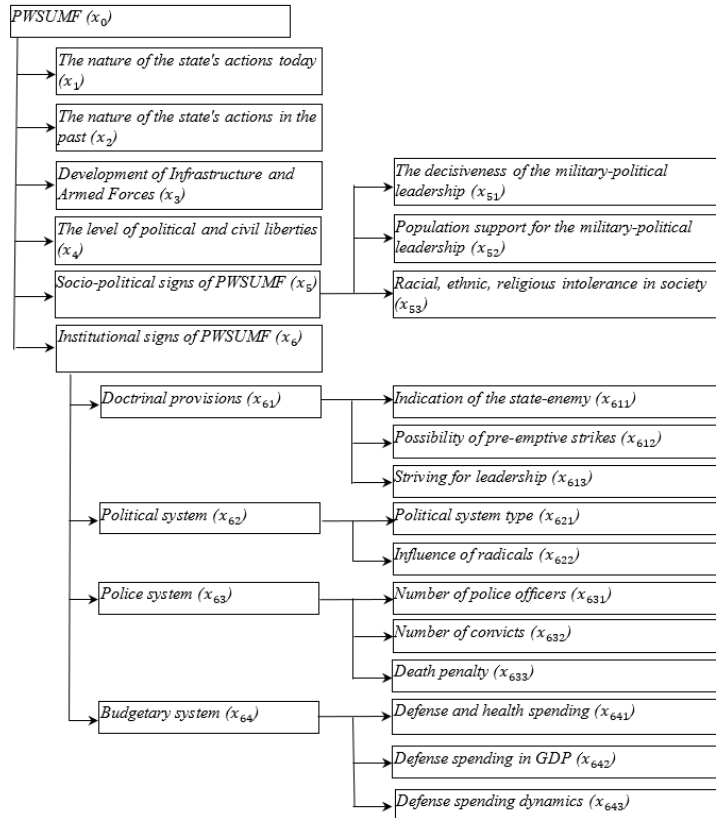 PWSUMF (x₀)
The nature of the state's actions today
(x₁)
The nature of the state's actions in the
past (x₂)
Development of Infrastructure and
Armed Forces (x₃)
The level of political and civil liberties
(x₄)
Socio-political signs of PWSUMF (x₅)
Institutional signs of PWSUMF (x₆)
The decisiveness of the military-political
leadership (x₅₁)
Population support for the military-political
leadership (x₅₂)
Racial, ethnic, religious intolerance in society
(x₅₃)
Doctrinal provisions (x₆₁)
Indication of the state-enemy (x₆₁₁)
Possibility of pre-emptive strikes (x₆₁₂)
Striving for leadership (x₆₁₃)
Political system (x₆₂)
Political system type (x₆₂₁)
Influence of radicals (x₆₂₂)
Police system (x₆₃)
Number of police officers (x₆₃₁)
Number of convicts (x₆₃₂)
Death penalty (x₆₃₃)
Budgetary system (x₆₄)
Defense and health spending (x₆₄₁)
Defense spending in GDP (x₆₄₂)
Defense spending dynamics (x₆₄₃)